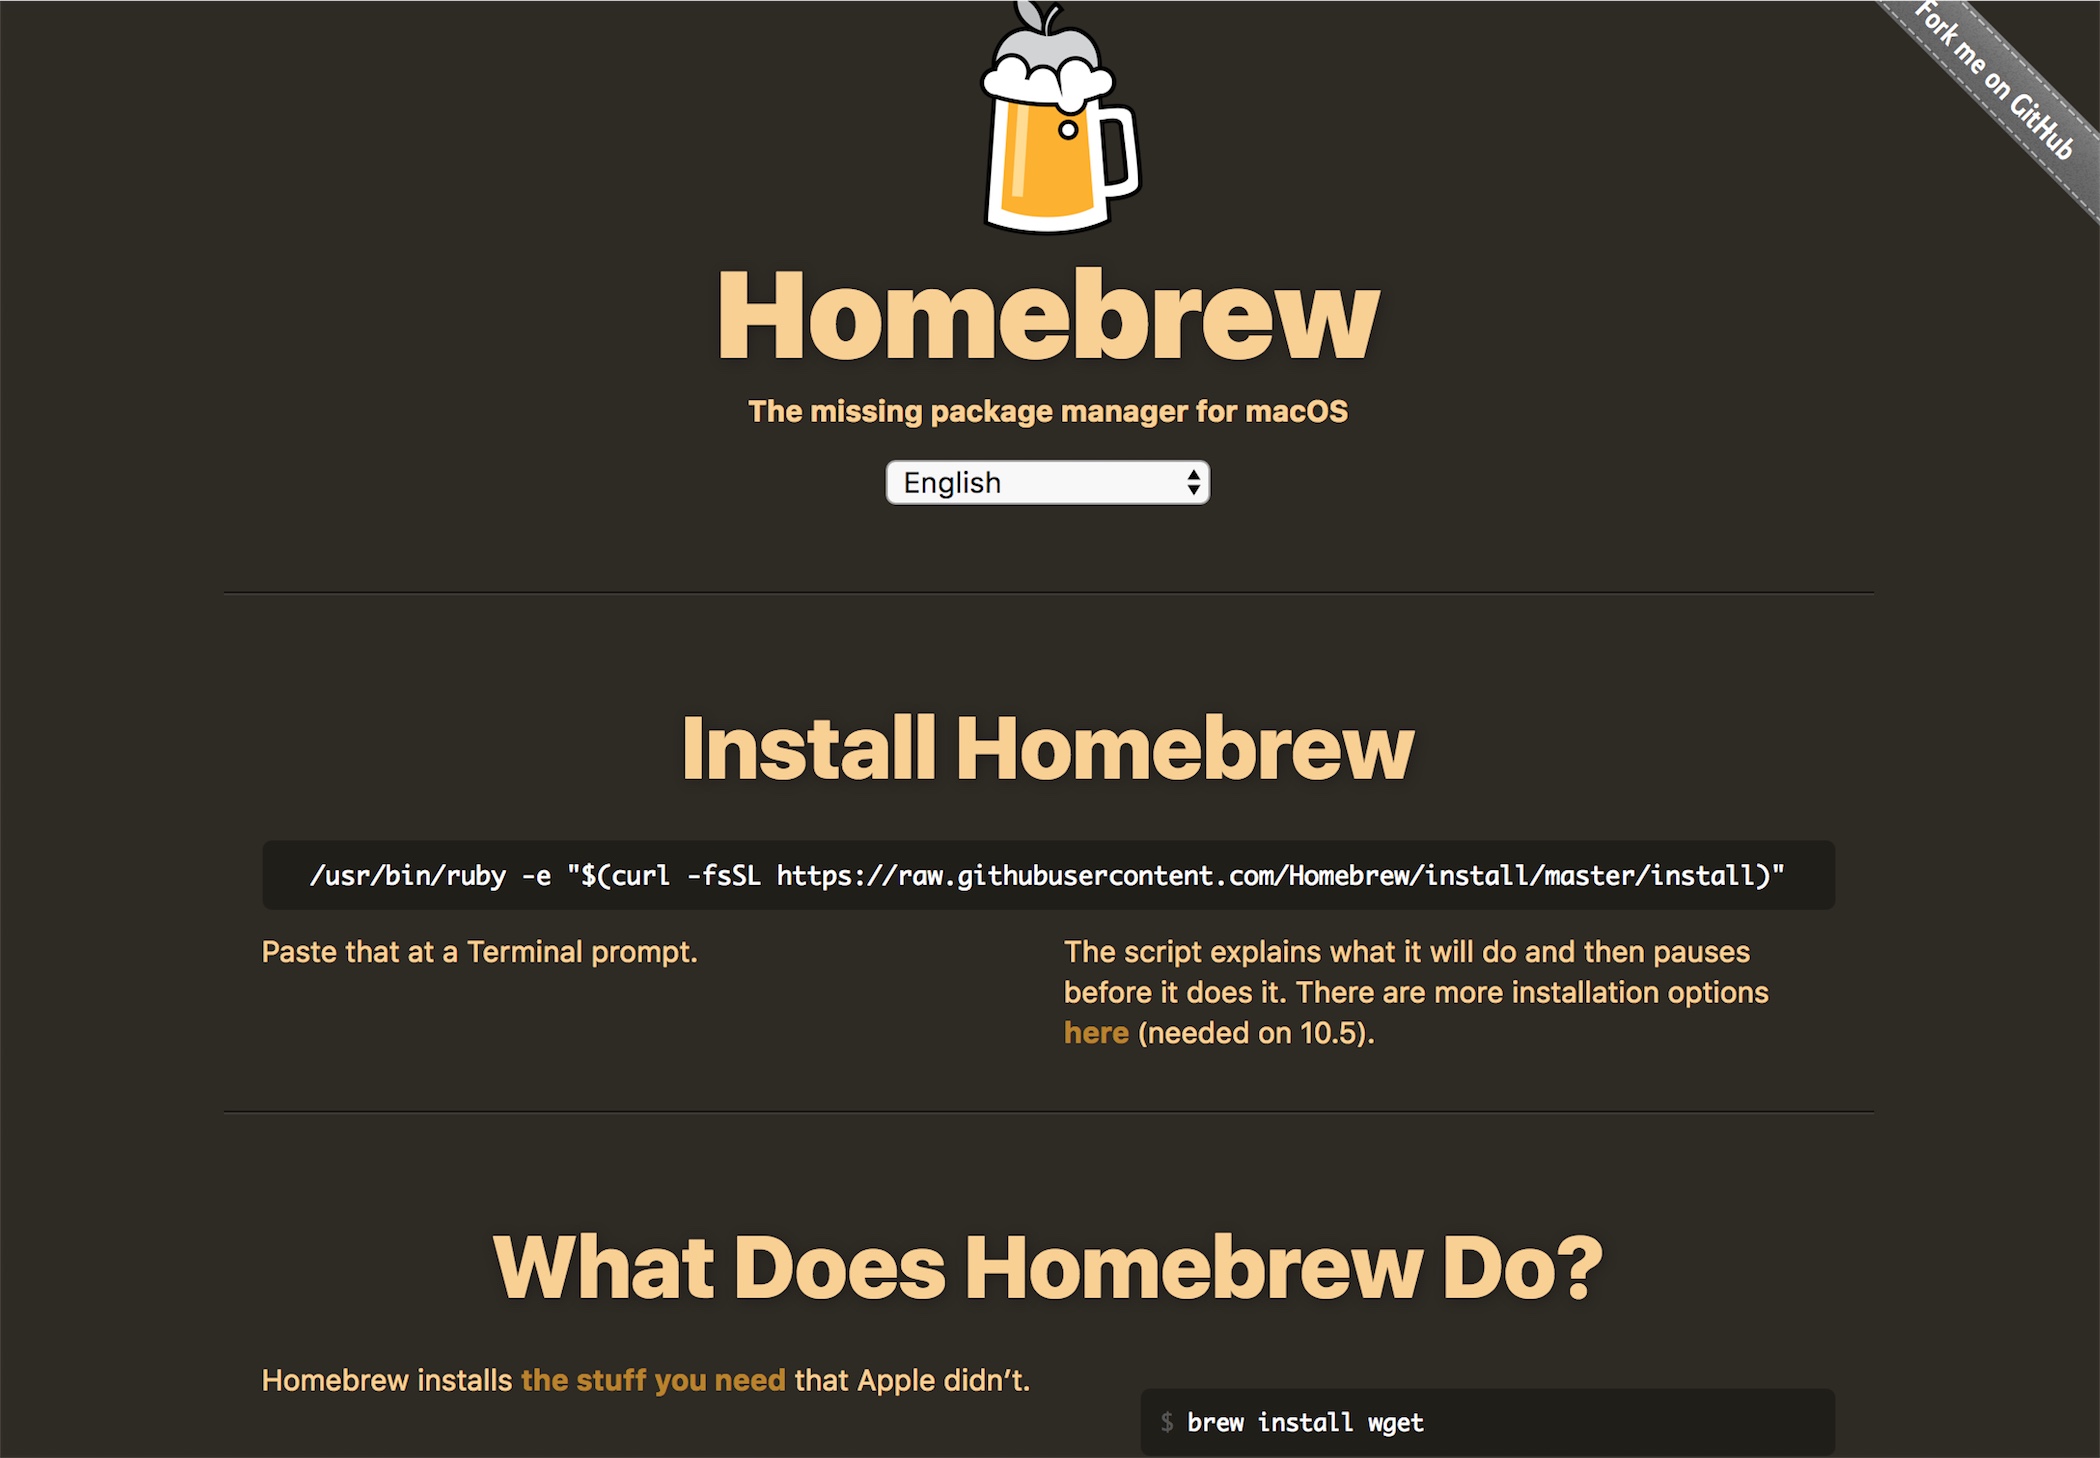 Fork me on GitHub
Homebrew
The missing package manager for macOS
English
Install Homebrew
/usr/bin/ruby -e "$(curl -fsSL https://raw.githubusercontent.com/Homebrew/install/master/install)"
Paste that at a Terminal prompt.
The script explains what it will do and then pauses
before it does it. There are more installation options
here (needed on 10.5).
What Does Homebrew Do?
Homebrew installs the stuff you need that Apple didn’t.
$ brew install wget